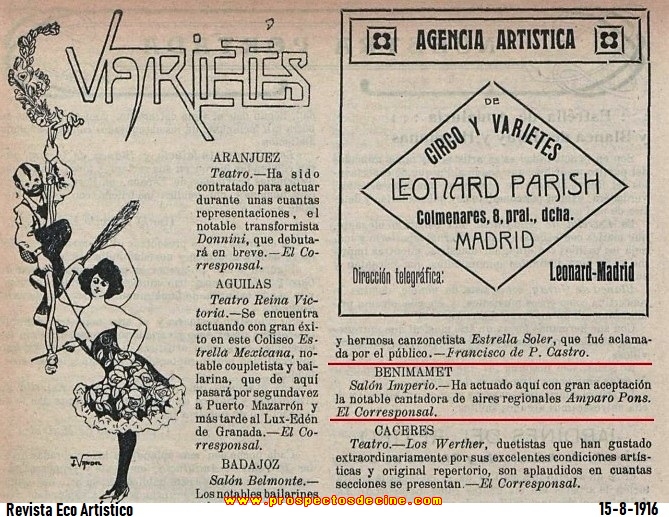 VARIETÉS
ARANJUEZ
Teatro.—Ha sido
contratado para actuar
durante unas cuantas
representaciones, el
notable transformista
Donnini, que debuta-
rá en breve.—El Co-
rresponsal.
AGUILAS
Teatro Reina Vic-
toria.—Se encuentra
actuando con gran éxi-
to en este Coliseo Es-
trella Mexicana, no-
table coupletista y bai-
larina, que de aquí
pasará por segundavez
a Puerto Mazarrón y
más tarde al Lux-Edén
de Granada.—El Co-
rresponsal.
BADAJOZ
Salón Belmonte.—
Los notables bailarines
AGENCIA ARTISTICA
DE
CIRCO Y VARIETES
LEONARD PARISH
Colmenares, 8, pral., dcha.
MADRID
Dirección telegráfica:
Leonard-Madrid
y hermosa canzonetista Estrella Soler, que fué aclama-
da por el público.—Francisco de P. Castro.
BENIMAMET
Salón Imperio.—Ha actuado aquí con gran aceptación
la notable cantadora de aires regionales Amparo Pons.
El Corresponsal.
CACERES
Teatro.—Los Werther, duetistas que han gustado
extraordinariamente por sus excelentes condiciones artís-
ticas y original repertorio, son aplaudidos en cuantas
secciones se presentan.—El Corresponsal.
www.prospectosdecine.com
Revista Eco Artístico
15-8-1916